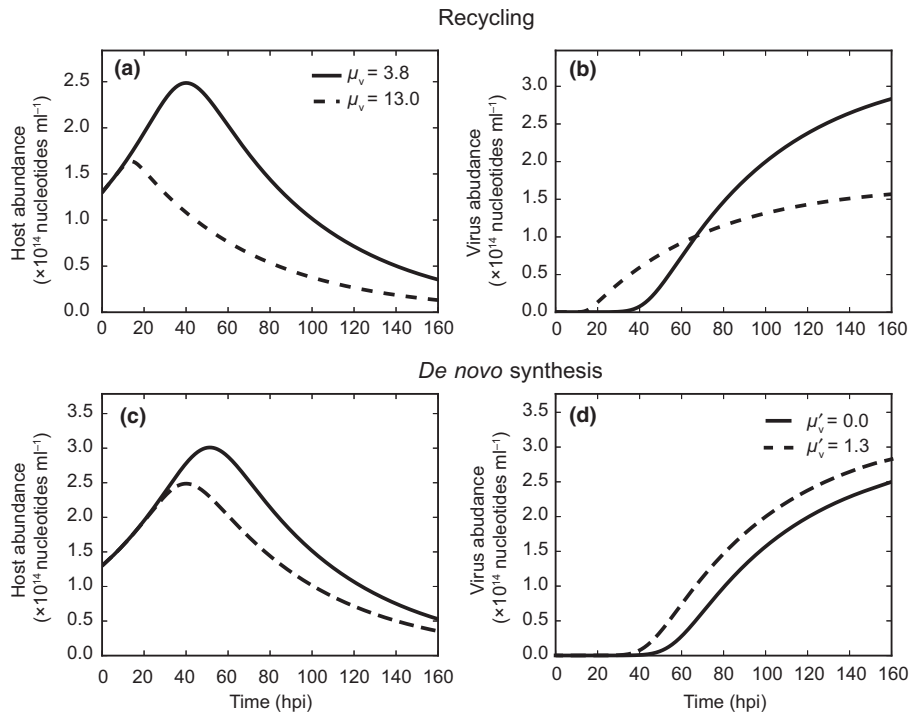 Recycling
(a)
μv = 3.8
μv = 13.0
Host abundance
(×10¹⁴ nucleotides ml⁻¹)
2.5
2.0
1.5
1.0
0.5
0.0
0 20 40 60 80 100 120 140 160
(b)
Virus abudance
(×10¹⁴ nucleotides ml⁻¹)
3.0
2.5
2.0
1.5
1.0
0.5
0.0
0 20 40 60 80 100 120 140 160
De novo synthesis
(c)
Host abundance
(×10¹⁴ nucleotides ml⁻¹)
3.5
3.0
2.5
2.0
1.5
1.0
0.5
0.0
0 20 40 60 80 100 120 140 160
Time (hpi)
(d)
μ′v = 0.0
μ′v = 1.3
Virus abudance
(×10¹⁴ nucleotides ml⁻¹)
3.5
3.0
2.5
2.0
1.5
1.0
0.5
0.0
0 20 40 60 80 100 120 140 160
Time (hpi)